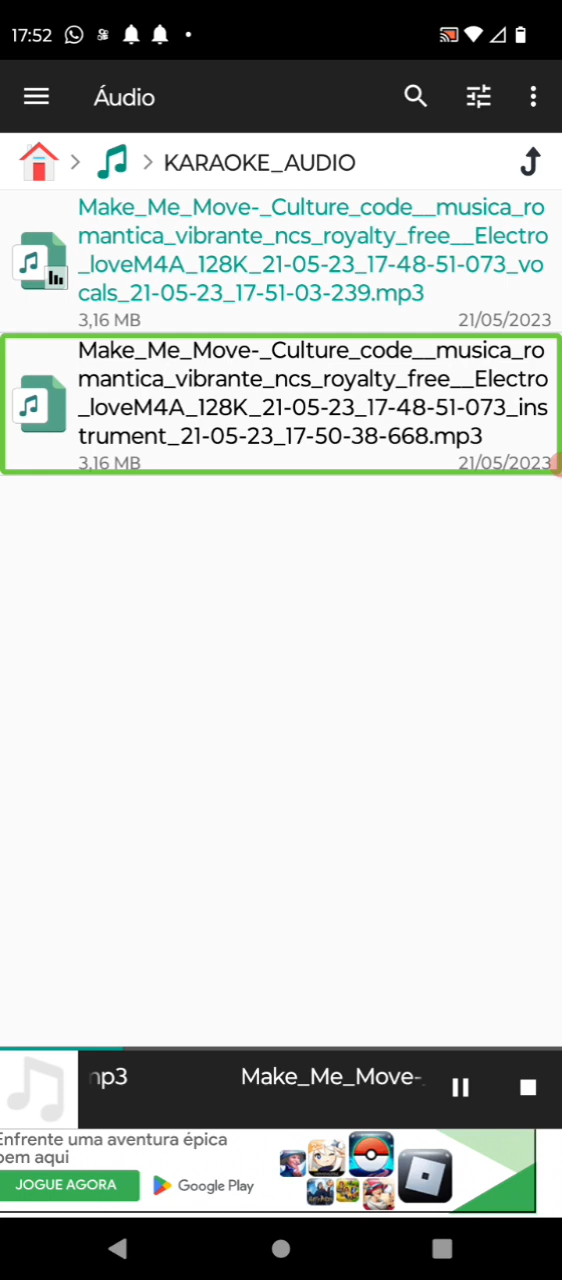 17:52
Áudio
KARAOKE_AUDIO
Make_Me_Move-_Culture_code__musica_ro
mantica_vibrante_ncs_royalty_free__Electro
_loveM4A_128K_21-05-23_17-48-51-073_vo
cals_21-05-23_17-51-03-239.mp3
3,16 MB 21/05/2023
Make_Me_Move-_Culture_code__musica_ro
mantica_vibrante_ncs_royalty_free__Electro
_loveM4A_128K_21-05-23_17-48-51-073_ins
trument_21-05-23_17-50-38-668.mp3
3,16 MB 21/05/2023
mp3 Make_Me_Move-_
Enfrente uma aventura épica
bem aqui
JOGUE AGORA Google Play